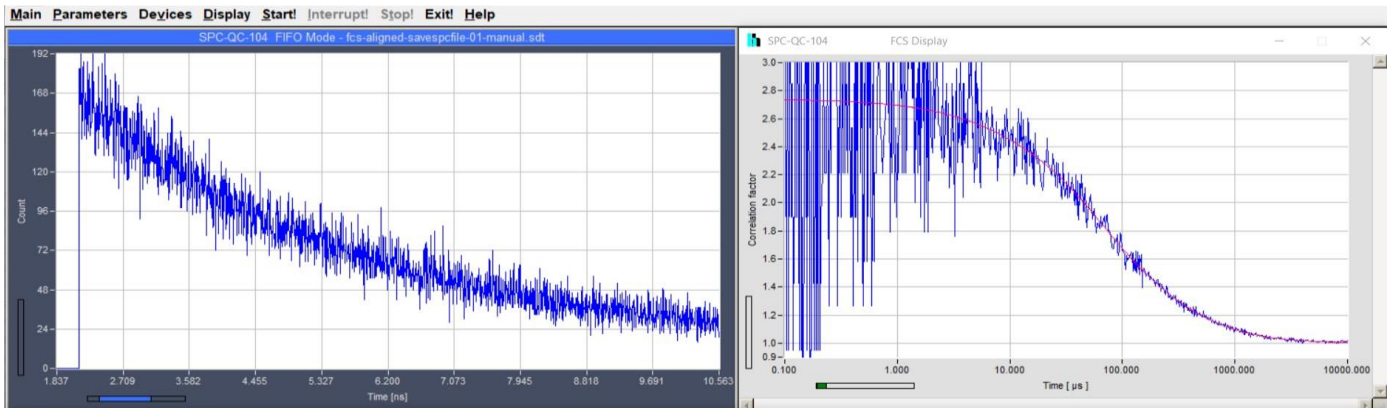 Main Parameters Devices Display Start! Interrupt! Stop! Exit! Help
SPC-QC-104 FIFO Mode - fcs-aligned-savespcfile-01-manual.sdt
192
168
144
120
96
72
48
24
0
Count
1.837 2.709 3.582 4.455 5.327 6.200 7.073 7.945 8.818 9.691 10.563
Time [ns]
SPC-QC-104 FCS Display
3.0
2.8
2.6
2.4
2.2
2.0
1.8
1.6
1.4
1.2
1.0
0.9
Correlation factor
0.100 1.000 10.000 100.000 1000.000 10000.000
Time [ µs ]